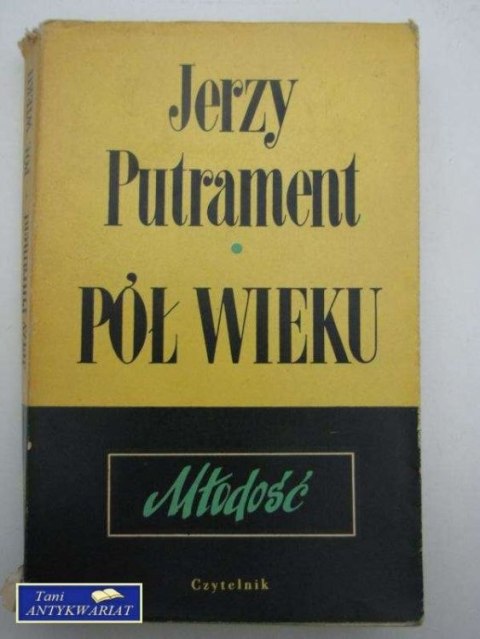 Jerzy
Putrament
PÓŁ WIEKU
Młodość
Czytelnik
Tani
ANTYKWARIAT